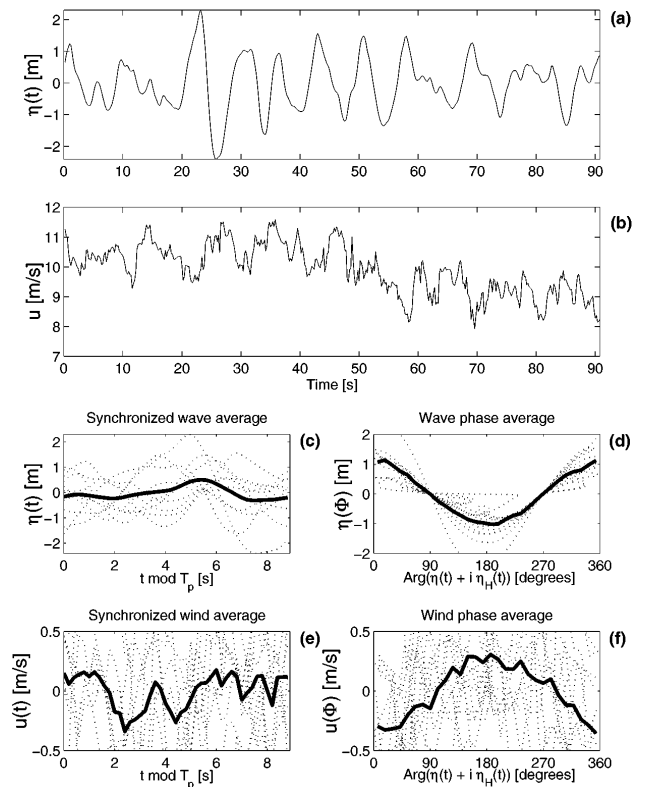 (a)
η(t) [m]
2
1
0
-1
-2
0 10 20 30 40 50 60 70 80 90
(b)
u [m/s]
12
11
10
9
8
7
0 10 20 30 40 50 60 70 80 90
Time [s]
Synchronized wave average
(c)
η(t) [m]
2
1
0
-1
-2
0 2 4 6 8
t mod Tp [s]
Wave phase average
(d)
η(Φ) [m]
2
1
0
-1
-2
0 90 180 270 360
Arg(η(t) + i ηH(t)) [degrees]
Synchronized wind average
(e)
u(t) [m/s]
0.5
0
-0.5
0 2 4 6 8
t mod Tp [s]
Wind phase average
(f)
u(Φ) [m/s]
0.5
0
-0.5
0 90 180 270 360
Arg(η(t) + i ηH(t)) [degrees]